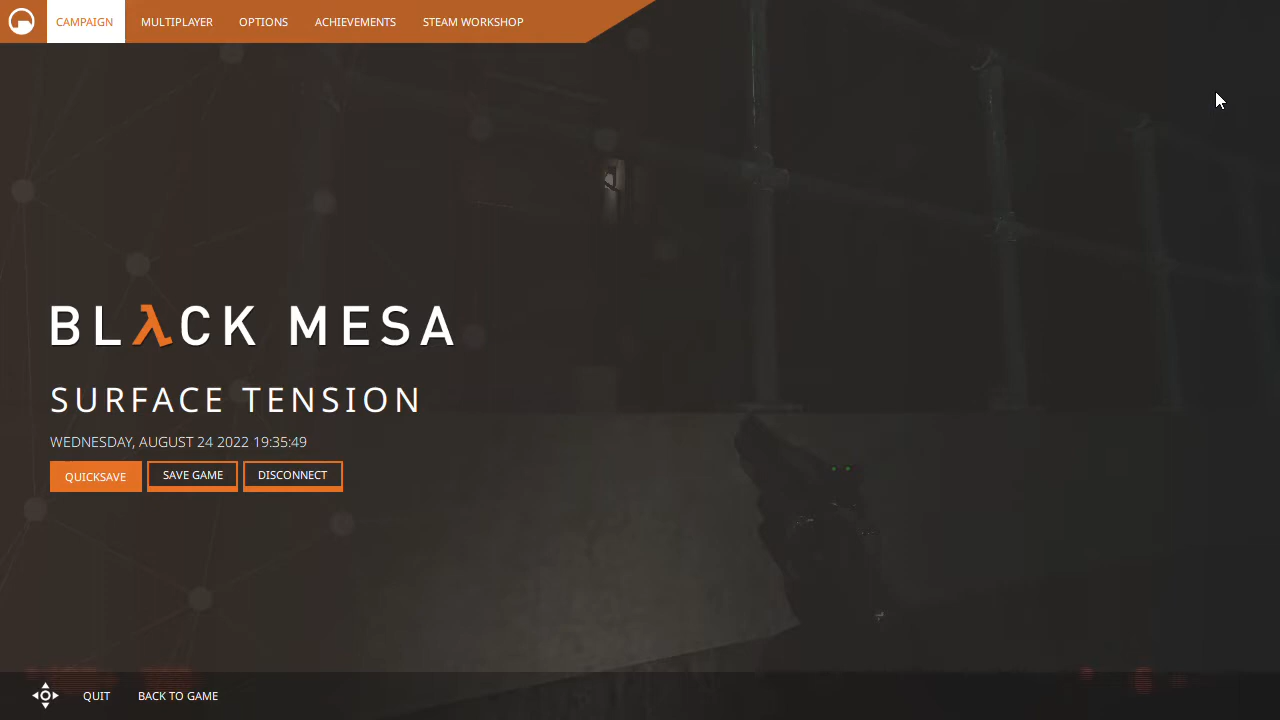 CAMPAIGN MULTIPLAYER OPTIONS ACHIEVEMENTS STEAM WORKSHOP
BLACK MESA
SURFACE TENSION
WEDNESDAY, AUGUST 24 2022 19:35:49
QUICKSAVE SAVE GAME DISCONNECT
QUIT BACK TO GAME